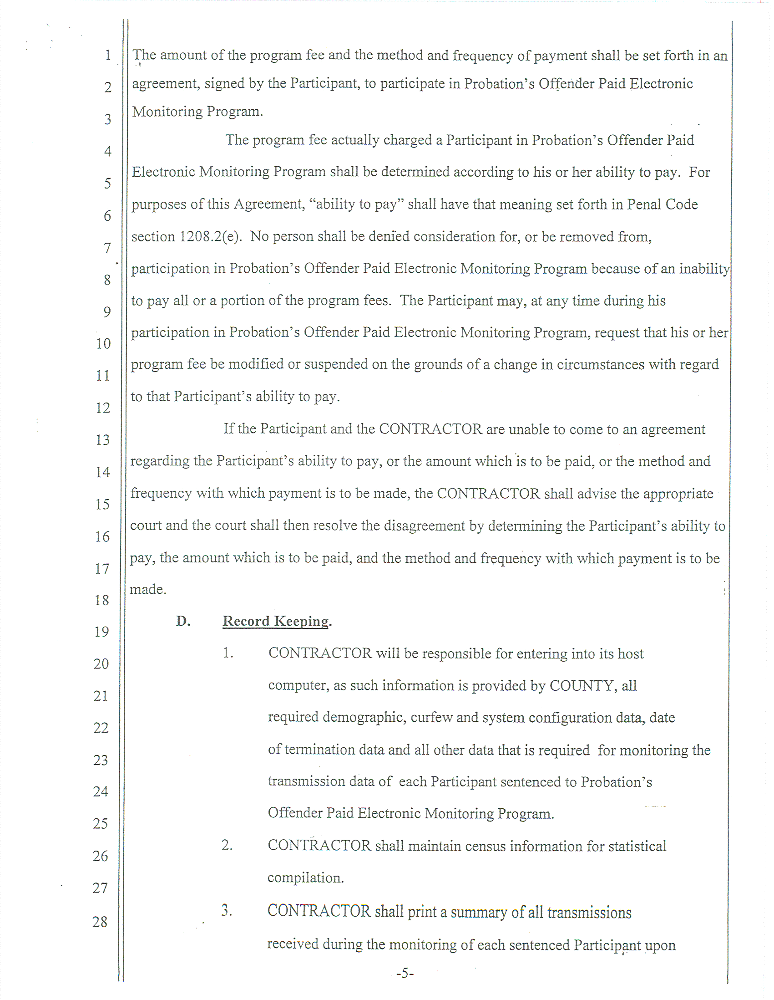 1 The amount of the program fee and the method and frequency of payment shall be set forth in an
2 agreement, signed by the Participant, to participate in Probation's Offender Paid Electronic
3 Monitoring Program.
4 The program fee actually charged a Participant in Probation's Offender Paid
5 Electronic Monitoring Program shall be determined according to his or her ability to pay.  For
6 purposes of this Agreement, “ability to pay” shall have that meaning set forth in Penal Code
7 section 1208.2(e).  No person shall be denied consideration for, or be removed from,
8 participation in Probation's Offender Paid Electronic Monitoring Program because of an inability
9 to pay all or a portion of the program fees.  The Participant may, at any time during his
10 participation in Probation's Offender Paid Electronic Monitoring Program, request that his or her
11 program fee be modified or suspended on the grounds of a change in circumstances with regard
12 to that Participant's ability to pay.
13 If the Participant and the CONTRACTOR are unable to come to an agreement
14 regarding the Participant's ability to pay, or the amount which is to be paid, or the method and
15 frequency with which payment is to be made, the CONTRACTOR shall advise the appropriate
16 court and the court shall then resolve the disagreement by determining the Participant's ability to
17 pay, the amount which is to be paid, and the method and frequency with which payment is to be
18 made.
19 D. Record Keeping.
20 1. CONTRACTOR will be responsible for entering into its host
21 computer, as such information is provided by COUNTY, all
22 required demographic, curfew and system configuration data, date
23 of termination data and all other data that is required  for monitoring the
24 transmission data of  each Participant sentenced to Probation's
25 Offender Paid Electronic Monitoring Program.
26 2. CONTRACTOR shall maintain census information for statistical
27 compilation.
28 3. CONTRACTOR shall print a summary of all transmissions
received during the monitoring of each sentenced Participant upon
-5-